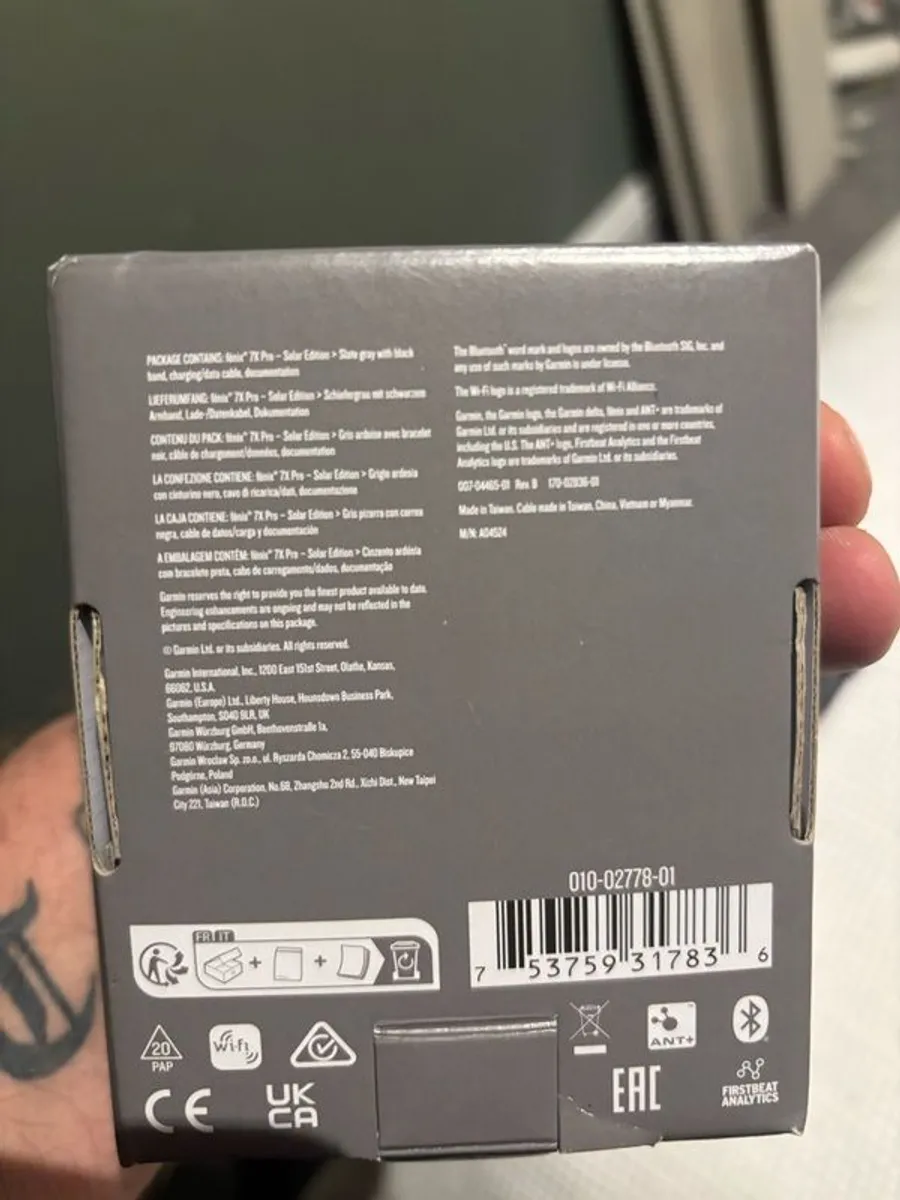 PACKAGE CONTAINS: fēnix® 7X Pro – Solar Edition > Slate gray with black
band, charging/data cable, documentation
LIEFERUMFANG: fēnix® 7X Pro – Solar Edition > Schiefergrau mit schwarzem
Armband, Lade-/Datenkabel, Dokumentation
CONTENU DU PACK: fēnix® 7X Pro – Solar Edition > Gris ardoise avec bracelet
noir, câble de chargement/données, documentation
LA CONFEZIONE CONTIENE: fēnix® 7X Pro – Solar Edition > Grigio ardesia
con cinturino nero, cavo di ricarica/dati, documentazione
LA CAJA CONTIENE: fēnix® 7X Pro – Solar Edition > Gris pizarra con correa
negra, cable de datos/carga y documentación
A EMBALAGEM CONTÉM: fēnix® 7X Pro – Solar Edition > Cinzento ardósia
com bracelete preta, cabo de carregamento/dados, documentação
Garmin reserves the right to provide you the finest product available to date.
Engineering enhancements are ongoing and may not be reflected in the
pictures and specifications on this package.
© Garmin Ltd. or its subsidiaries. All rights reserved.
Garmin International, Inc., 1200 East 151st Street, Olathe, Kansas,
66062, U.S.A.
Garmin (Europe) Ltd., Liberty House, Hounsdown Business Park,
Southampton, SO40 9LR, UK
Garmin Würzburg GmbH, Beethovenstraße 1a,
97080 Würzburg, Germany
Garmin Wroclaw Sp. zo.o., ul. Ryszarda Chomicza 2, 55-040 Biskupice
Podgórne, Poland
Garmin (Asia) Corporation, No.68, Zhangshu 2nd Rd., Xizhi Dist., New Taipei
City 221, Taiwan (R.O.C.)
The Bluetooth® word mark and logos are owned by the Bluetooth SIG, Inc. and
any use of such marks by Garmin is under license.
The Wi-Fi logo is a registered trademark of Wi-Fi Alliance.
Garmin, the Garmin logo, the Garmin delta, fēnix and ANT+ are trademarks of
Garmin Ltd. or its subsidiaries and are registered in one or more countries,
including the U.S. The ANT+ logo, Firstbeat Analytics and the Firstbeat
Analytics logo are trademarks of Garmin Ltd. or its subsidiaries.
007-04465-01 Rev. B 170-02936-01
Made in Taiwan. Cable made in Taiwan, China, Vietnam or Myanmar.
M/N: A04524
010-02778-01
7 53759 31783 6
FR IT
20
PAP
Wi-Fi
ANT+
CE
UK
CA
EAC
FIRSTBEAT
ANALYTICS